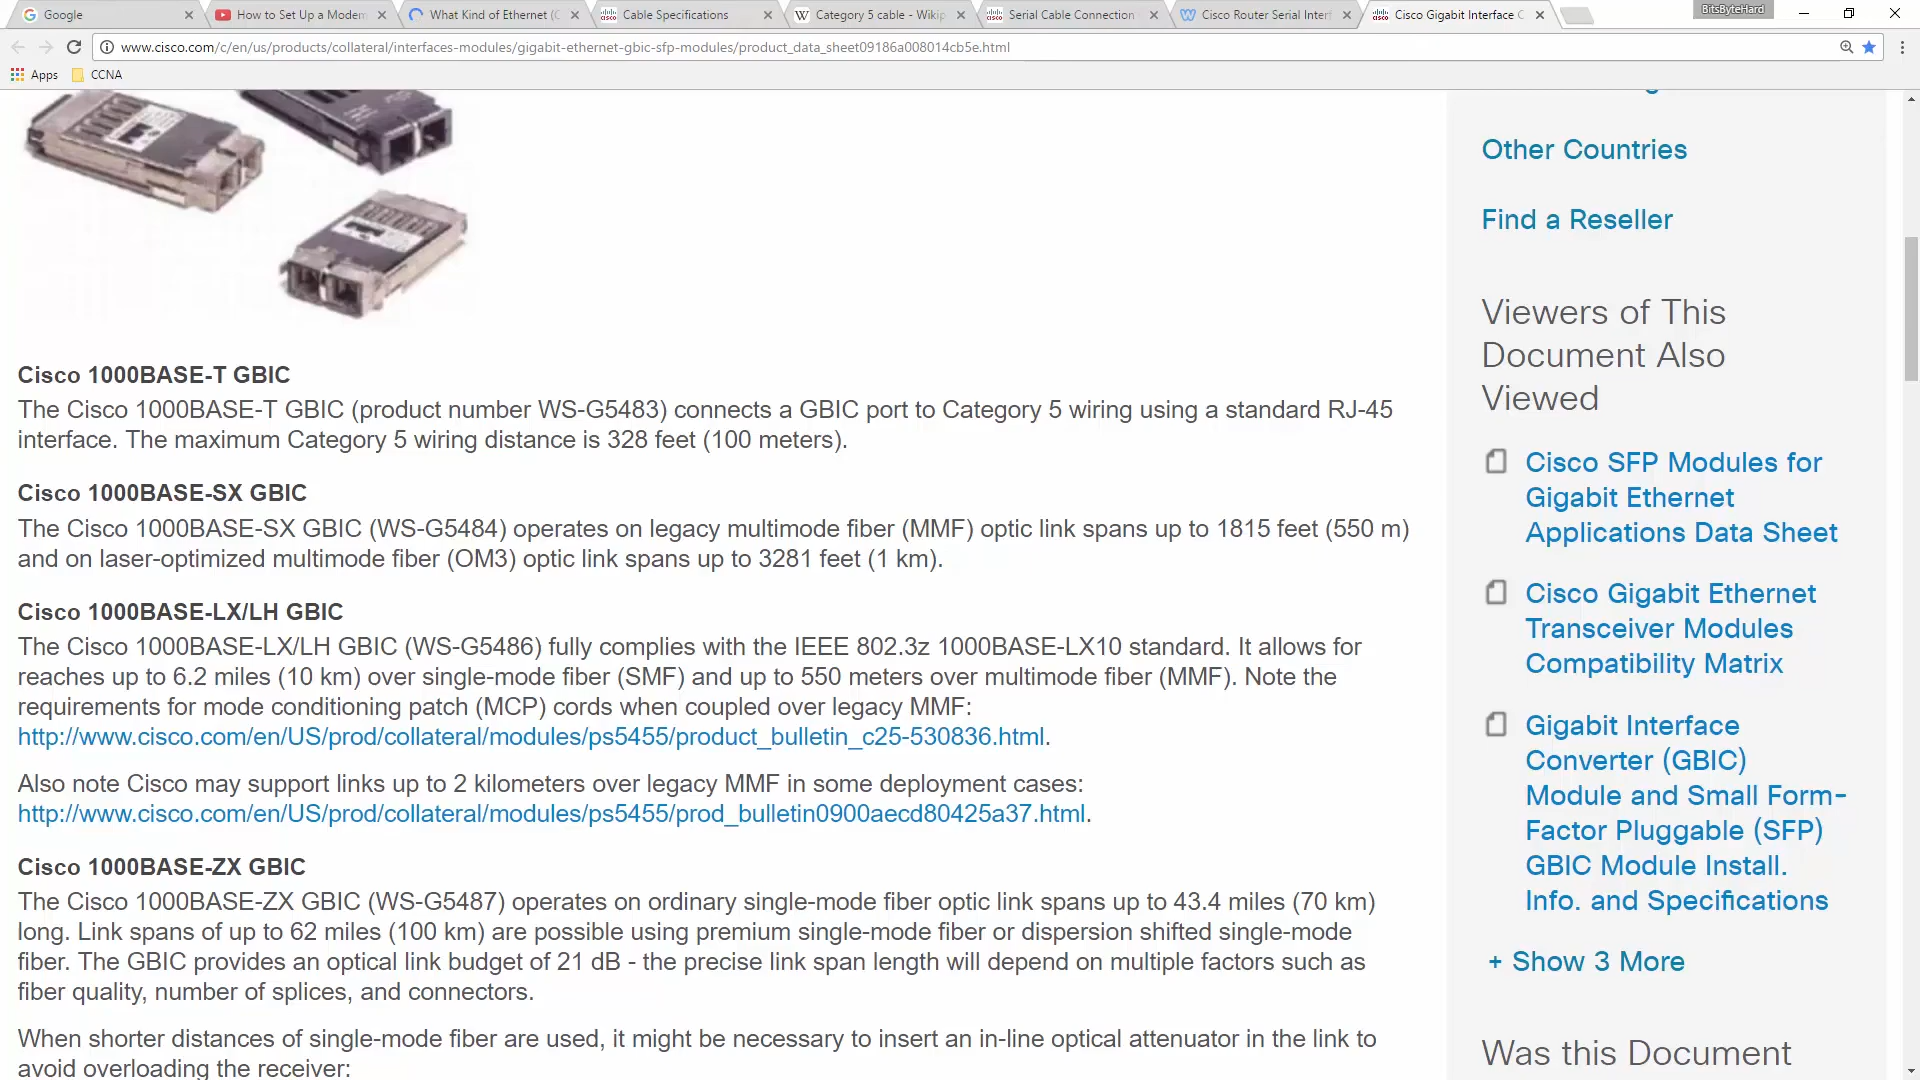 Google
How to Set Up a Modem
What Kind of Ethernet (C
Cable Specifications
Category 5 cable - Wikip
Serial Cable Connection
Cisco Router Serial Interf
Cisco Gigabit Interface C
BitsByteHard
www.cisco.com/c/en/us/products/collateral/interfaces-modules/gigabit-ethernet-gbic-sfp-modules/product_data_sheet09186a008014cb5e.html
Apps
CCNA
Cisco 1000BASE-T GBIC
The Cisco 1000BASE-T GBIC (product number WS-G5483) connects a GBIC port to Category 5 wiring using a standard RJ-45
interface. The maximum Category 5 wiring distance is 328 feet (100 meters).
Cisco 1000BASE-SX GBIC
The Cisco 1000BASE-SX GBIC (WS-G5484) operates on legacy multimode fiber (MMF) optic link spans up to 1815 feet (550 m)
and on laser-optimized multimode fiber (OM3) optic link spans up to 3281 feet (1 km).
Cisco 1000BASE-LX/LH GBIC
The Cisco 1000BASE-LX/LH GBIC (WS-G5486) fully complies with the IEEE 802.3z 1000BASE-LX10 standard. It allows for
reaches up to 6.2 miles (10 km) over single-mode fiber (SMF) and up to 550 meters over multimode fiber (MMF). Note the
requirements for mode conditioning patch (MCP) cords when coupled over legacy MMF:
http://www.cisco.com/en/US/prod/collateral/modules/ps5455/product_bulletin_c25-530836.html.
Also note Cisco may support links up to 2 kilometers over legacy MMF in some deployment cases:
http://www.cisco.com/en/US/prod/collateral/modules/ps5455/prod_bulletin0900aecd80425a37.html.
Cisco 1000BASE-ZX GBIC
The Cisco 1000BASE-ZX GBIC (WS-G5487) operates on ordinary single-mode fiber optic link spans up to 43.4 miles (70 km)
long. Link spans of up to 62 miles (100 km) are possible using premium single-mode fiber or dispersion shifted single-mode
fiber. The GBIC provides an optical link budget of 21 dB - the precise link span length will depend on multiple factors such as
fiber quality, number of splices, and connectors.
When shorter distances of single-mode fiber are used, it might be necessary to insert an in-line optical attenuator in the link to
avoid overloading the receiver:
Other Countries
Find a Reseller
Viewers of This
Document Also
Viewed
Cisco SFP Modules for
Gigabit Ethernet
Applications Data Sheet
Cisco Gigabit Ethernet
Transceiver Modules
Compatibility Matrix
Gigabit Interface
Converter (GBIC)
Module and Small Form-
Factor Pluggable (SFP)
GBIC Module Install.
Info. and Specifications
+ Show 3 More
Was this Document